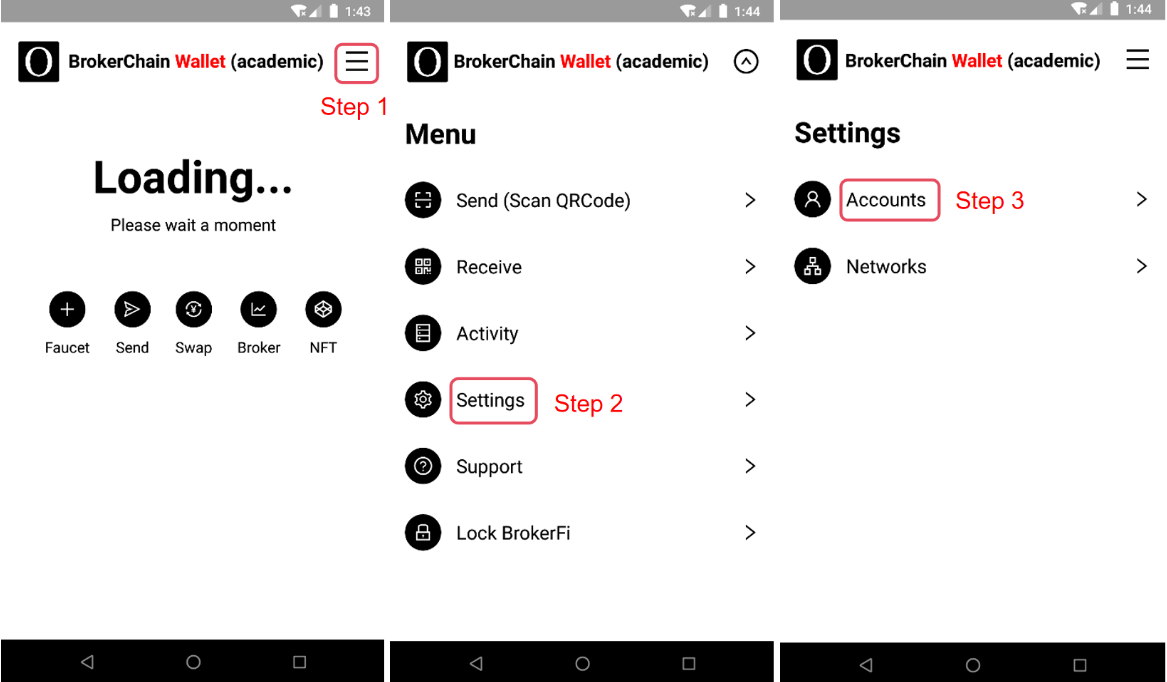 1:43
BrokerChain Wallet (academic)
Step 1
Loading...
Please wait a moment
Faucet Send Swap Broker NFT
1:44
BrokerChain Wallet (academic)
Menu
Send (Scan QRCode)
Receive
Activity
Settings Step 2
Support
Lock BrokerFi
1:44
BrokerChain Wallet (academic)
Settings
Accounts Step 3
Networks